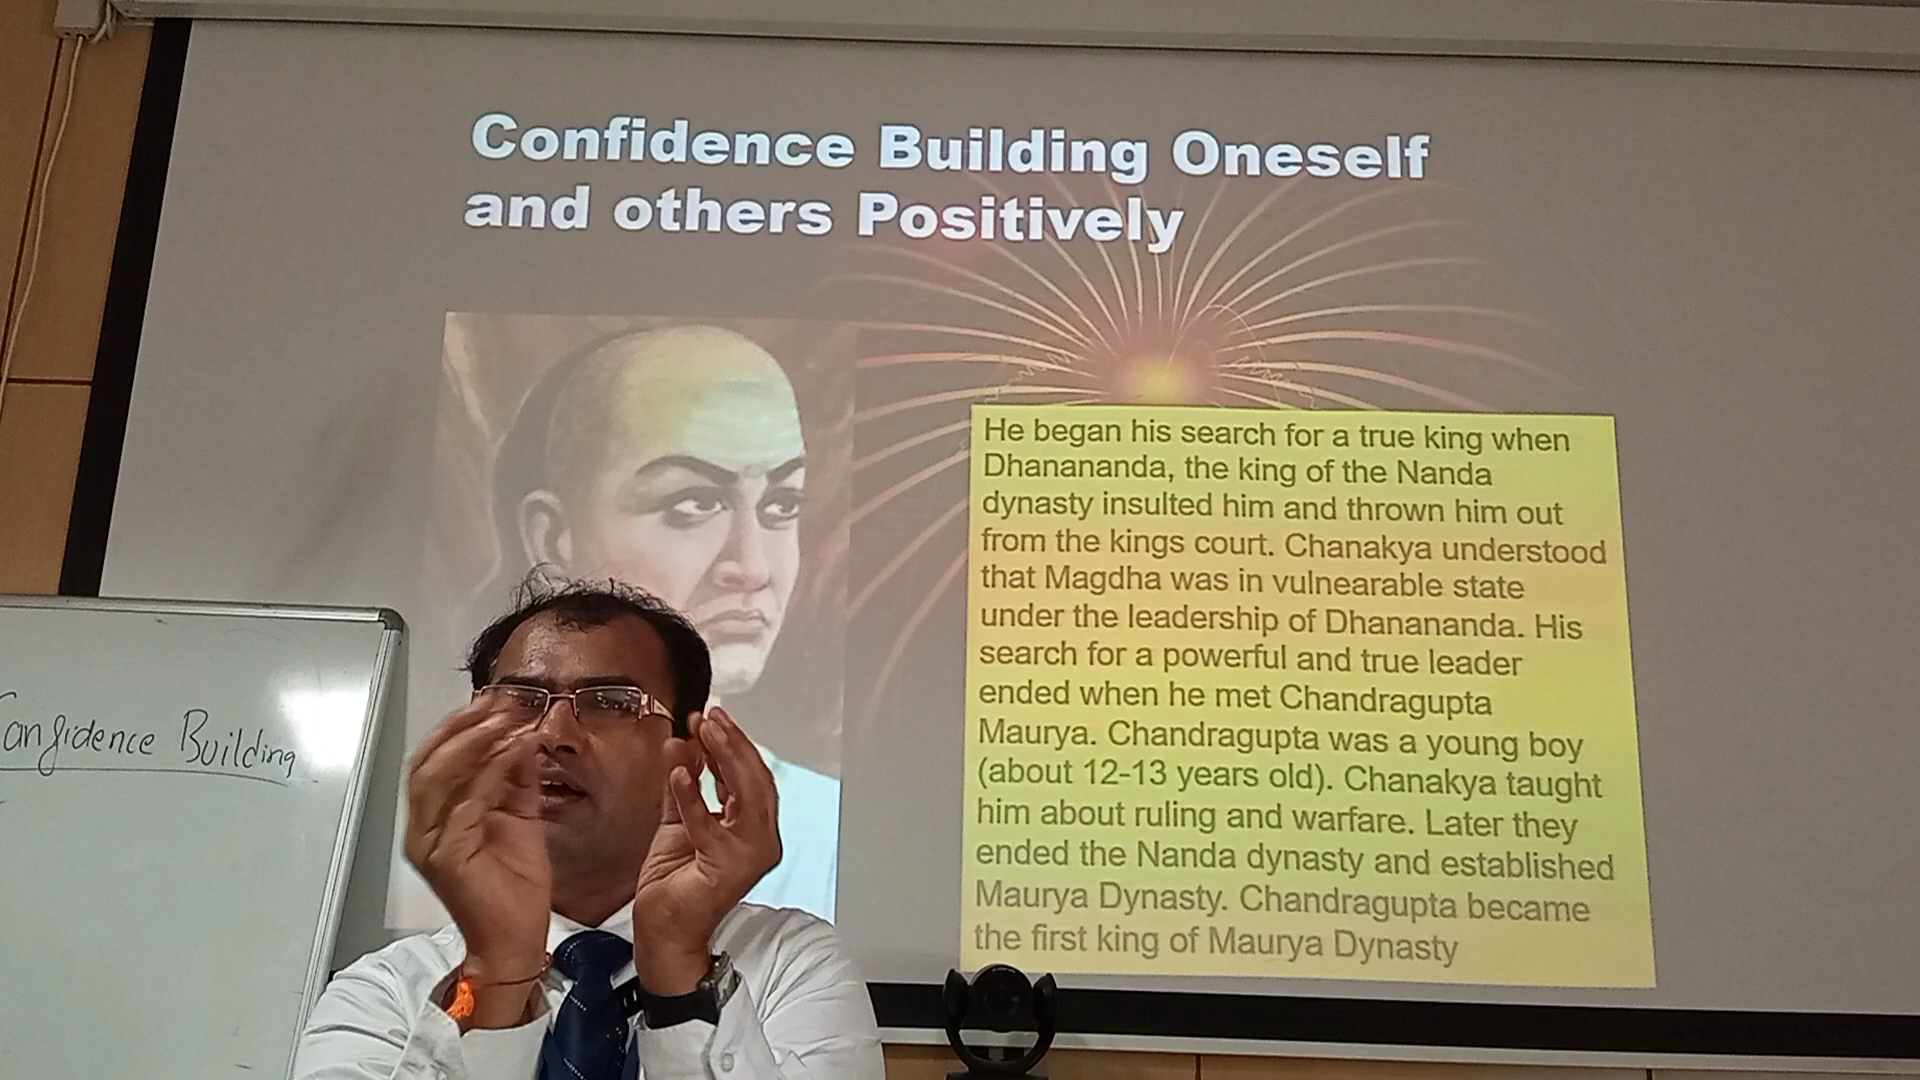 Confidence Building Oneself
and others Positively
He began his search for a true king when
Dhanananda, the king of the Nanda
dynasty insulted him and thrown him out
from the kings court. Chanakya understood
that Magdha was in vulnearable state
under the leadership of Dhanananda. His
search for a powerful and true leader
ended when he met Chandragupta
Maurya. Chandragupta was a young boy
(about 12-13 years old). Chanakya taught
him about ruling and warfare. Later they
ended the Nanda dynasty and established
Maurya Dynasty. Chandragupta became
the first king of Maurya Dynasty
Confidence Building